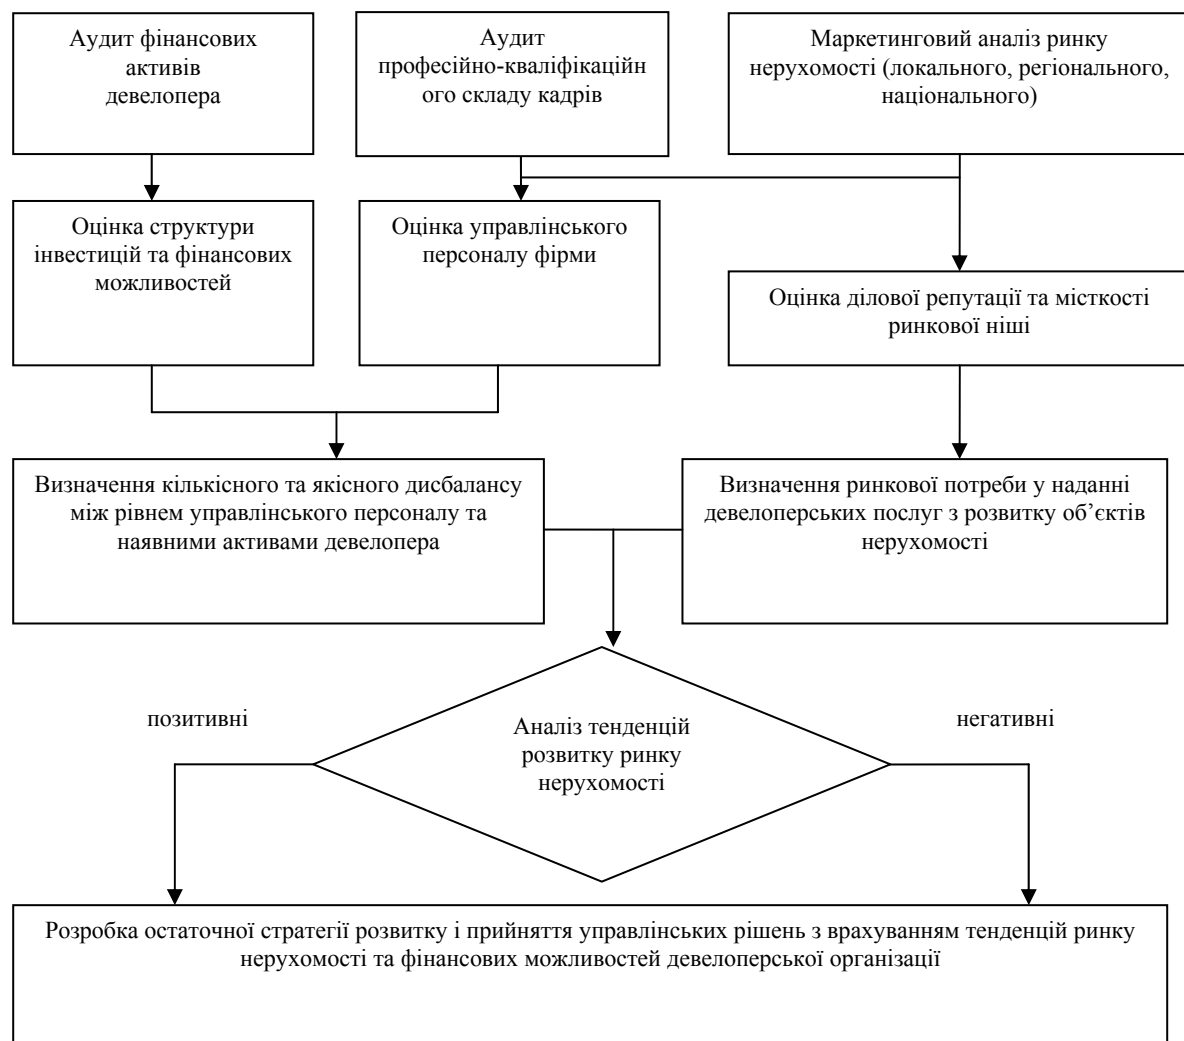 Аудит фінансових
активів
девелопера
Аудит
професійно-кваліфікаційн
ого складу кадрів
Маркетинговий аналіз ринку
нерухомості (локального, регіонального,
національного)
Оцінка структури
інвестицій та фінансових
можливостей
Оцінка управлінського
персоналу фірми
Оцінка ділової репутації та місткості
ринкової ніші
Визначення кількісного та якісного дисбалансу
між рівнем управлінського персоналу та
наявними активами девелопера
Визначення ринкової потреби у наданні
девелоперських послуг з розвитку об’єктів
нерухомості
позитивні
Аналіз тенденцій
розвитку ринку
нерухомості
негативні
Розробка остаточної стратегії розвитку і прийняття управлінських рішень з врахуванням тенденцій ринку
нерухомості та фінансових можливостей девелоперської організації